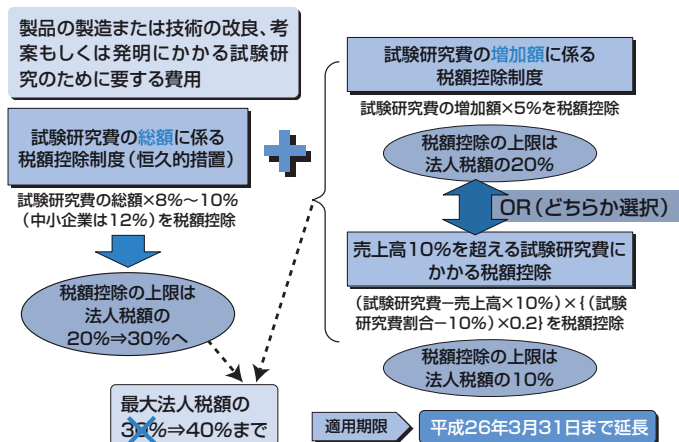 製品の製造または技術の改良、考
案もしくは発明にかかる試験研
究のために要する費用
試験研究費の総額に係る
税額控除制度(恒久的措置)
試験研究費の総額×8%~10%
(中小企業は12%)を税額控除
税額控除の上限は
法人税額の
20%⇒30%へ
試験研究費の増加額に係る
税額控除制度
試験研究費の増加額×5%を税額控除
税額控除の上限は
法人税額の20%
OR(どちらか選択)
売上高10%を超える試験研究費に
かかる税額控除
(試験研究費−売上高×10%)×{(試験
研究費割合−10%)×0.2}を税額控除
税額控除の上限は
法人税額の10%
最大法人税額の
30%⇒40%まで
適用期限
平成26年3月31日まで延長